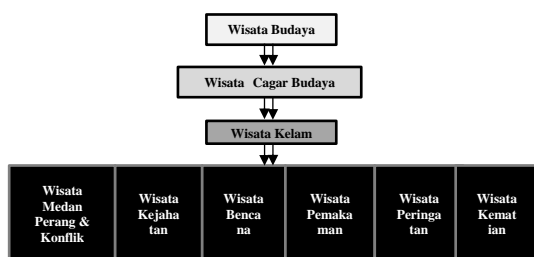 Wisata Budaya
Wisata Cagar Budaya
Wisata Kelam
Wisata
Medan
Perang &
Konflik
Wisata
Kejaha
tan
Wisata
Benca
na
Wisata
Pemaka
man
Wisata
Peringa
tan
Wisata
Kemat
ian